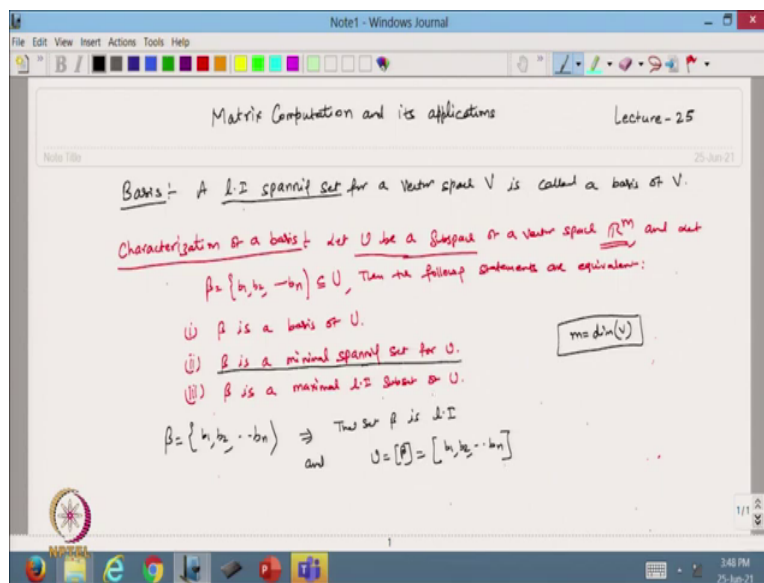 Note1 - Windows Journal
File Edit View Insert Actions Tools Help
B I
Matrix Computation and its applications Lecture-25
Note Title 25-Jun-21
Basis:- A l.I spannif set for a vector space V is called a basis of V.
Characterization of a basis:- Let U be a subspace of a vector space ℝ^m and let
β = {b1, b2, -- bn} ⊆ U, Then the following statements are equivalent:
(i) β is a basis of U.
(ii) β is a minimal spannif set for U.
(iii) β is a maximal l.I subset of U.
m = dim(V)
β = {b1, b2, -- bn} ⇒ The set β is l.I
and U = [β] = [b1, b2, -- bn]
NPTEL
1/1
1
3:48 PM
25-Jun-21